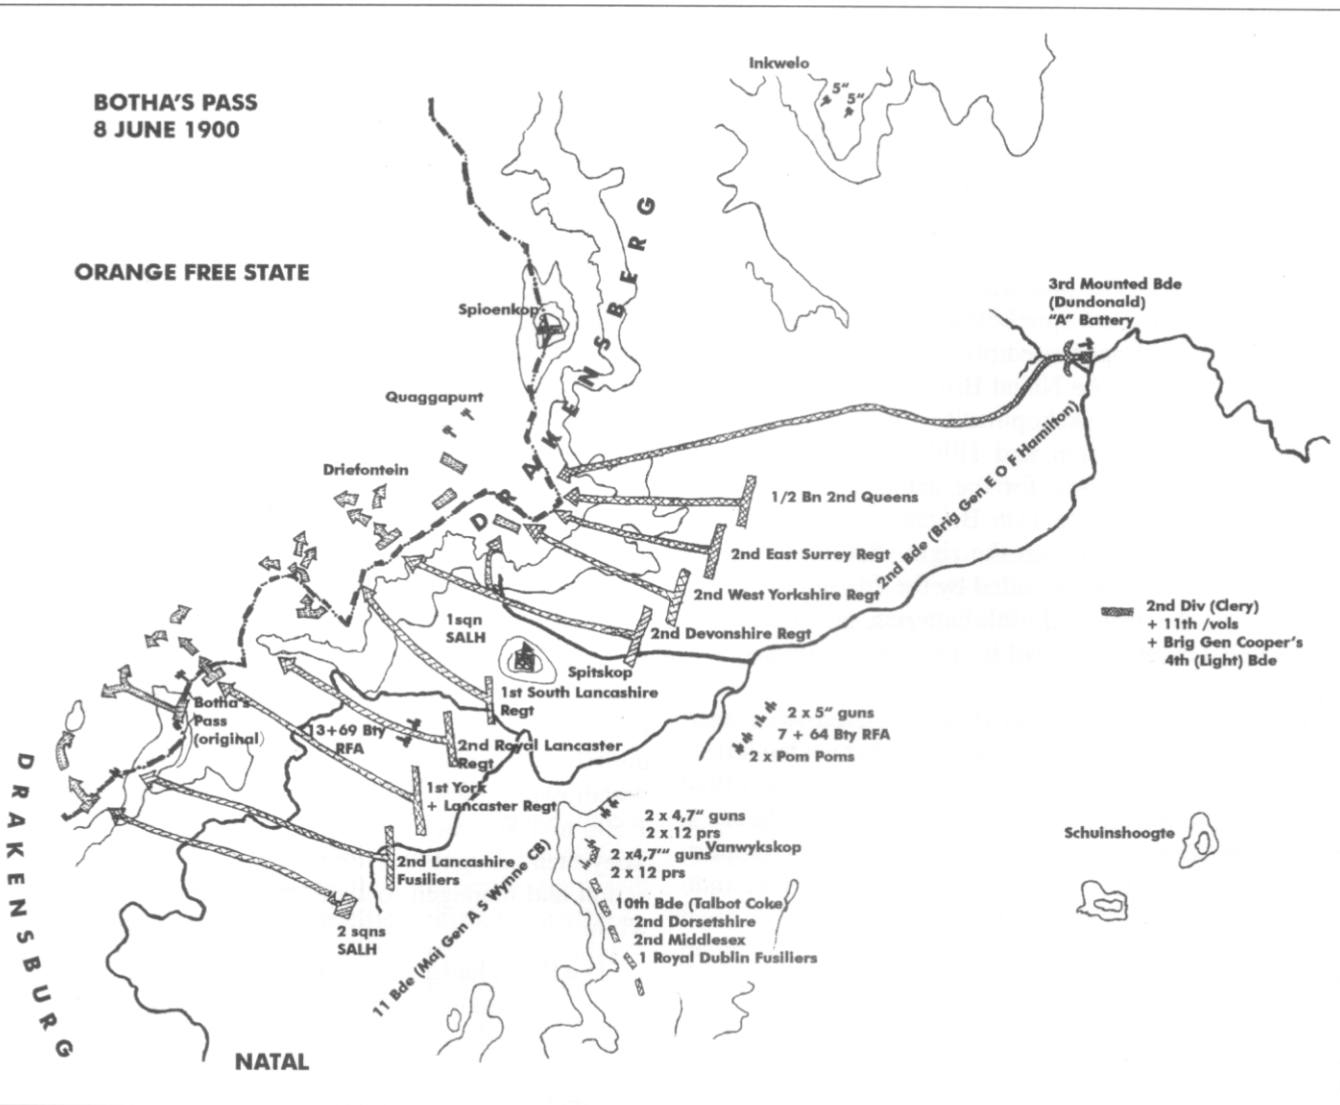 BOTHA'S PASS
8 JUNE 1900
Inkwelo
5"
5"
ORANGE FREE STATE
DRAKENSBERG
Spioenkop
3rd Mounted Bde
(Dundonald)
"A" Battery
Quaggapunt
Driefontein
1/2 Bn 2nd Queens
2nd East Surrey Regt
2nd West Yorkshire Regt
2nd Bde (Brig Gen E O F Hamilton)
2nd Devonshire Regt
1sqn
SALH
Spitskop
1st South Lancashire
Regt
2nd Div (Clery)
+ 11th /vols
+ Brig Gen Cooper's
4th (Light) Bde
Botha's
Pass
(original)
13+69 Bty
RFA
2nd Royal Lancaster
Regt
1st York
+ Lancaster Regt
2 x 5" guns
7 + 64 Bty RFA
2 x Pom Poms
2 x 4,7" guns
2 x 12 prs
Vanwykskop
2 x4,7'" guns
2 x 12 prs
Schuinshoogte
2nd Lancashire
Fusiliers
10th Bde (Talbot Coke)
2nd Dorsetshire
2nd Middlesex
1 Royal Dublin Fusiliers
2 sqns
SALH
11 Bde (Maj Gen A S Wynne CB)
DRAKENSBURG
NATAL